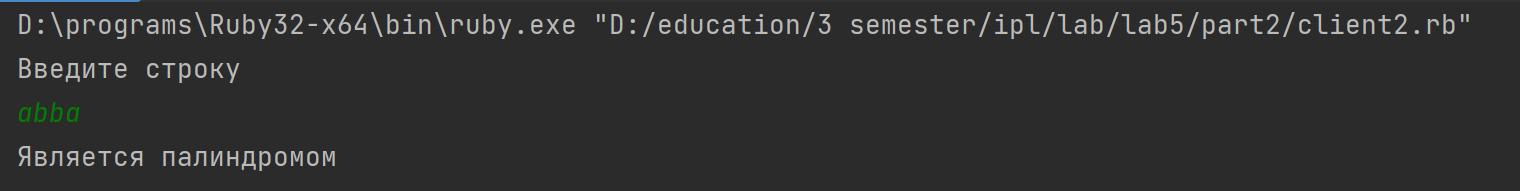 D:\programs\Ruby32-x64\bin\ruby.exe "D:/education/3 semester/ipl/lab/lab5/part2/client2.rb"
Введите строку
abba
Является палиндромом